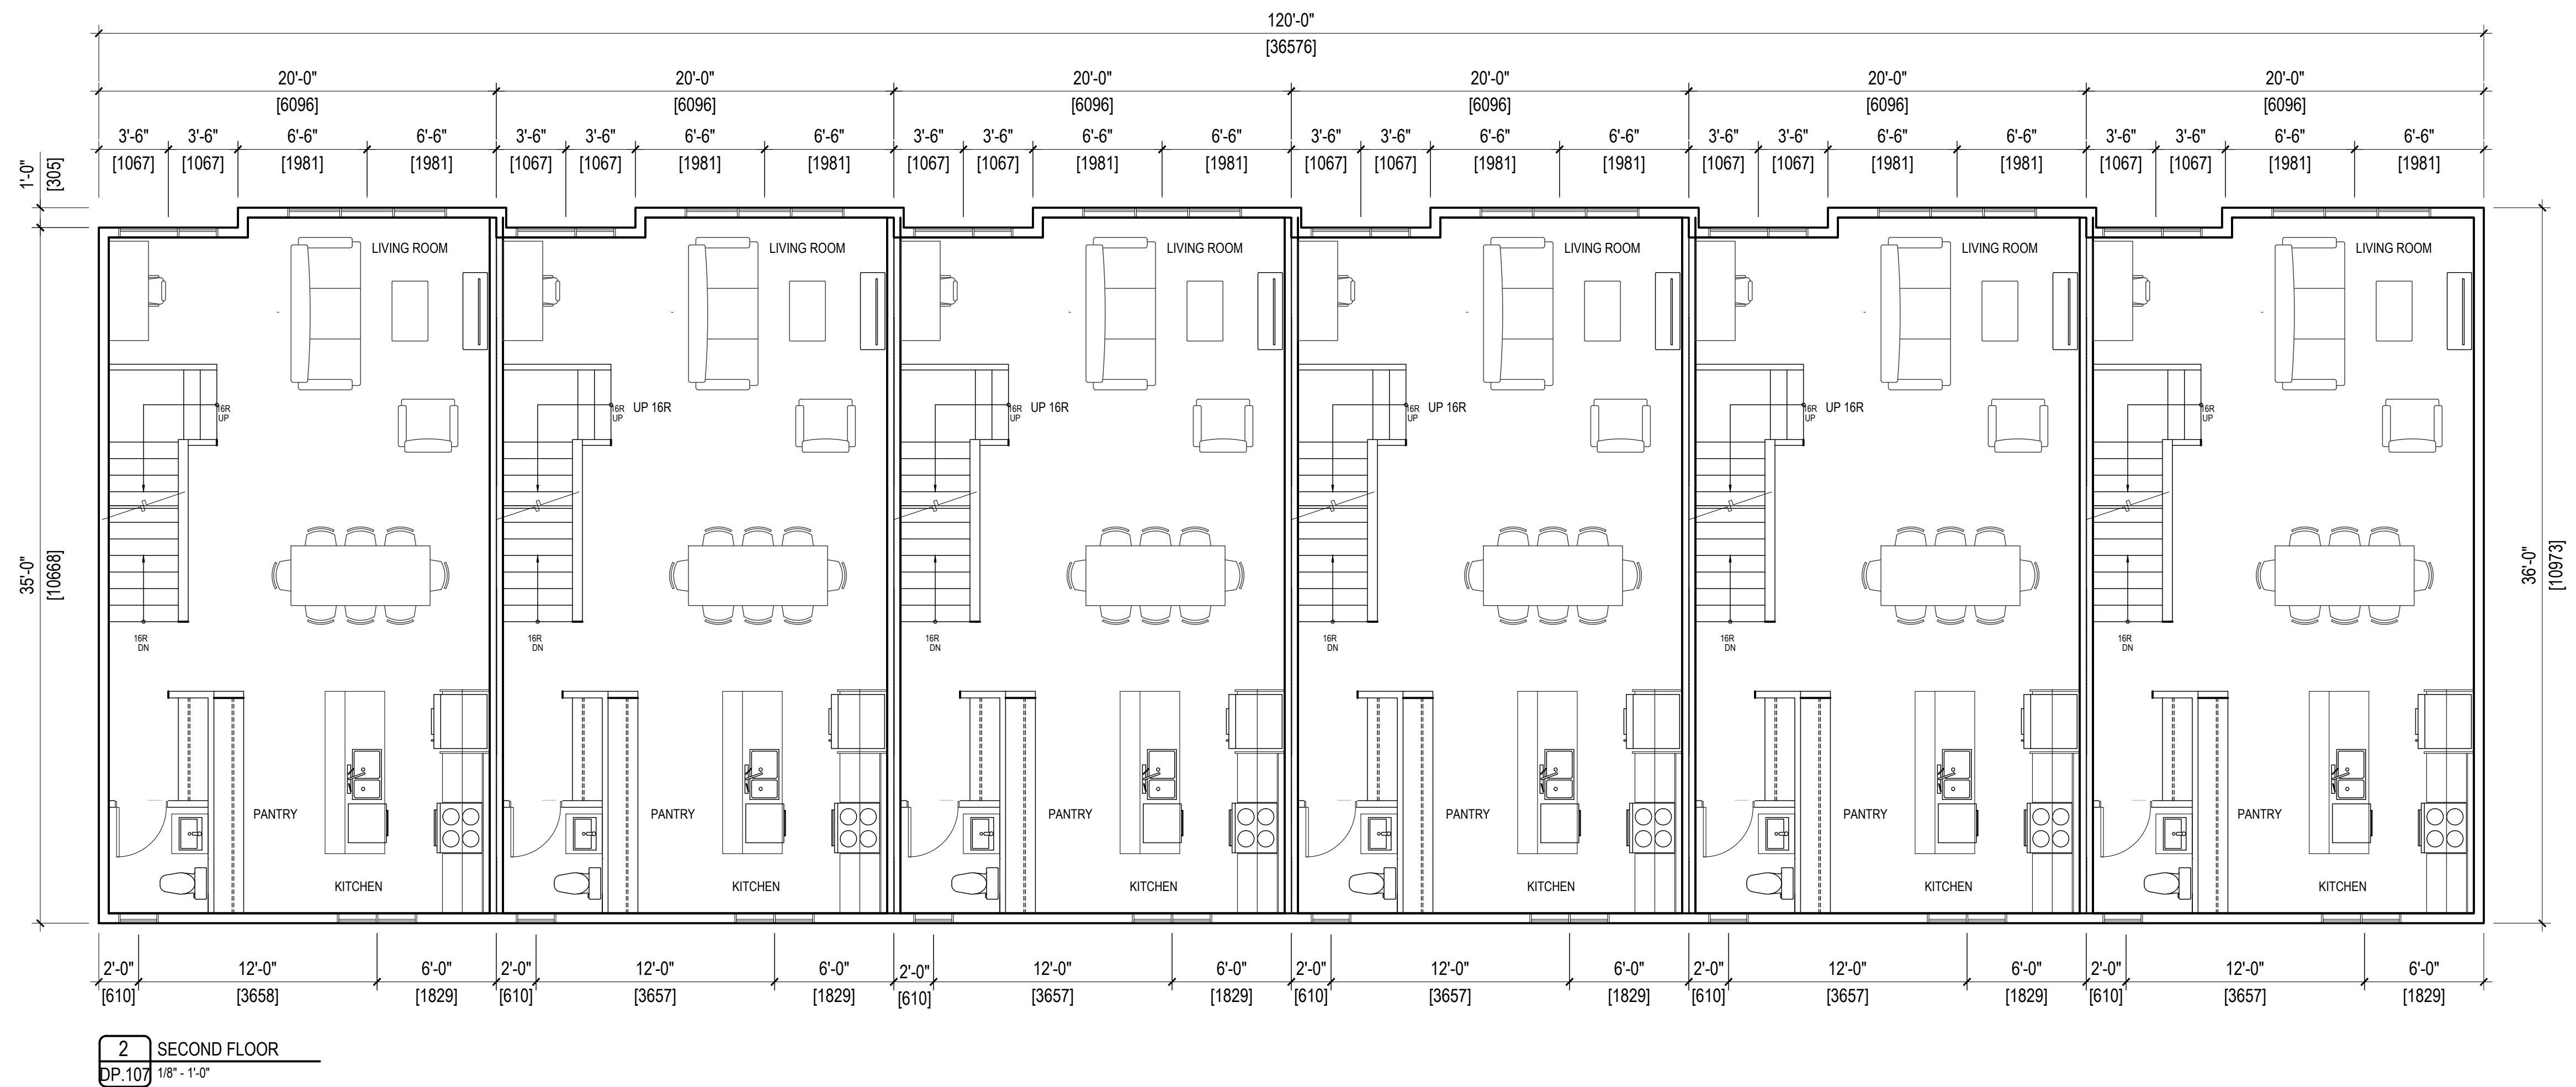 120'-0"
[36576]
20'-0" 20'-0" 20'-0" 20'-0" 20'-0" 20'-0"
[6096] [6096] [6096] [6096] [6096] [6096]
3'-6" 3'-6" 6'-6" 6'-6" 3'-6" 3'-6" 6'-6" 6'-6" 3'-6" 3'-6" 6'-6" 6'-6" 3'-6" 3'-6" 6'-6" 6'-6" 3'-6" 3'-6" 6'-6" 6'-6" 3'-6" 3'-6" 6'-6" 6'-6"
[1067] [1067] [1981] [1981] [1067] [1067] [1981] [1981] [1067] [1067] [1981] [1981] [1067] [1067] [1981] [1981] [1067] [1067] [1981] [1981] [1067] [1067] [1981] [1981]
1'-0"
[305]
LIVING ROOM LIVING ROOM LIVING ROOM LIVING ROOM LIVING ROOM LIVING ROOM
16R 16R UP 16R 16R UP 16R 16R UP 16R 16R UP 16R 16R
UP UP UP UP UP UP
35'-0"
[10668]
36'-0"
[10973]
16R 16R 16R 16R 16R 16R
DN DN DN DN DN DN
PANTRY PANTRY PANTRY PANTRY PANTRY PANTRY
KITCHEN KITCHEN KITCHEN KITCHEN KITCHEN KITCHEN
2'-0" 12'-0" 6'-0" 2'-0" 12'-0" 6'-0" 2'-0" 12'-0" 6'-0" 2'-0" 12'-0" 6'-0" 2'-0" 12'-0" 6'-0" 2'-0" 12'-0" 6'-0"
[610] [3658] [1829] [610] [3657] [1829] [610] [3657] [1829] [610] [3657] [1829] [610] [3657] [1829] [610] [3657] [1829]
2 SECOND FLOOR
DP.107 1/8" - 1'-0"